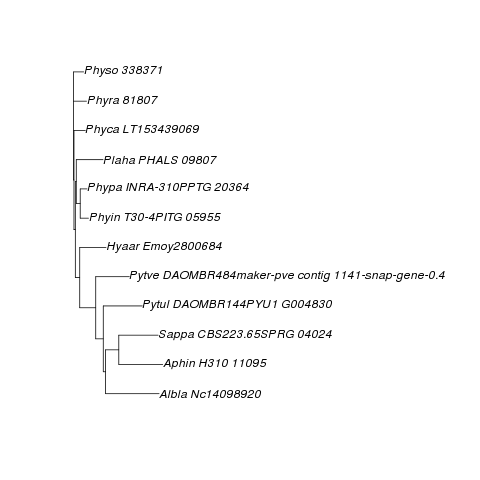 Physo 338371
Phyra 81807
Phyca LT153439069
Plaha PHALS 09807
Phypa INRA-310PPTG 20364
Phyin T30-4PITG 05955
Hyaar Emoy2800684
Pytve DAOMBR484maker-pve contig 1141-snap-gene-0.4
Pytul DAOMBR144PYU1 G004830
Sappa CBS223.65SPRG 04024
Aphin H310 11095
Albla Nc14098920